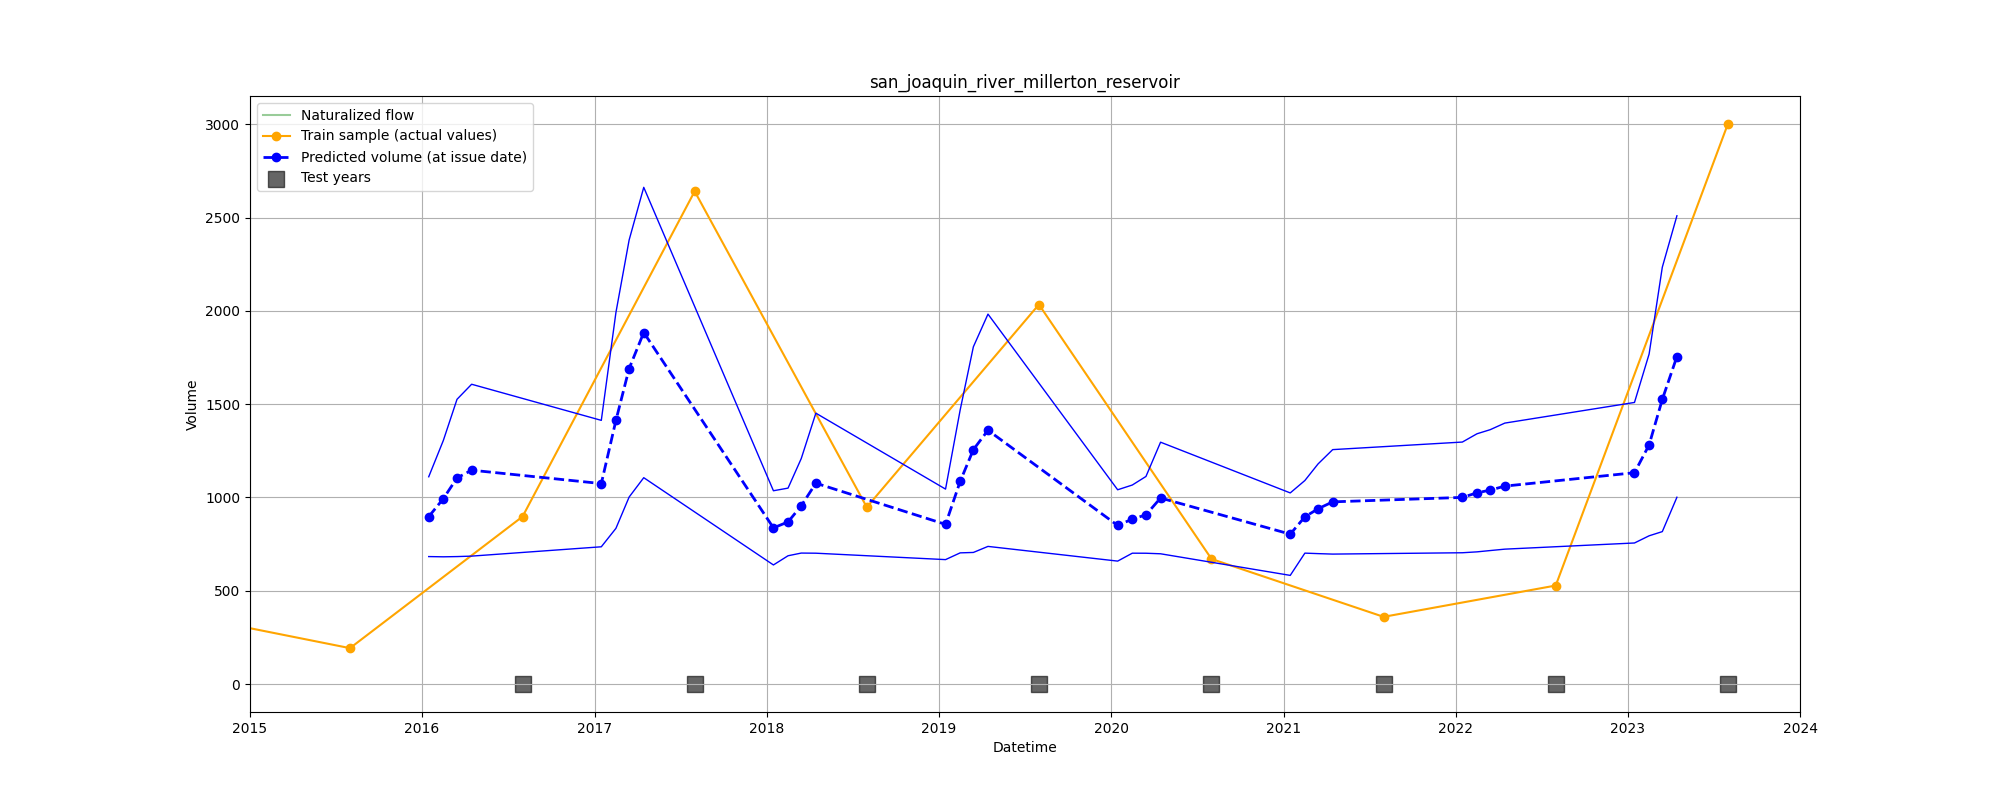 san_joaquin_river_millerton_reservoir
Naturalized flow
Train sample (actual values)
Predicted volume (at issue date)
Test years
3000
2500
2000
1500
1000
500
0
Volume
2015 2016 2017 2018 2019 2020 2021 2022 2023 2024
Datetime